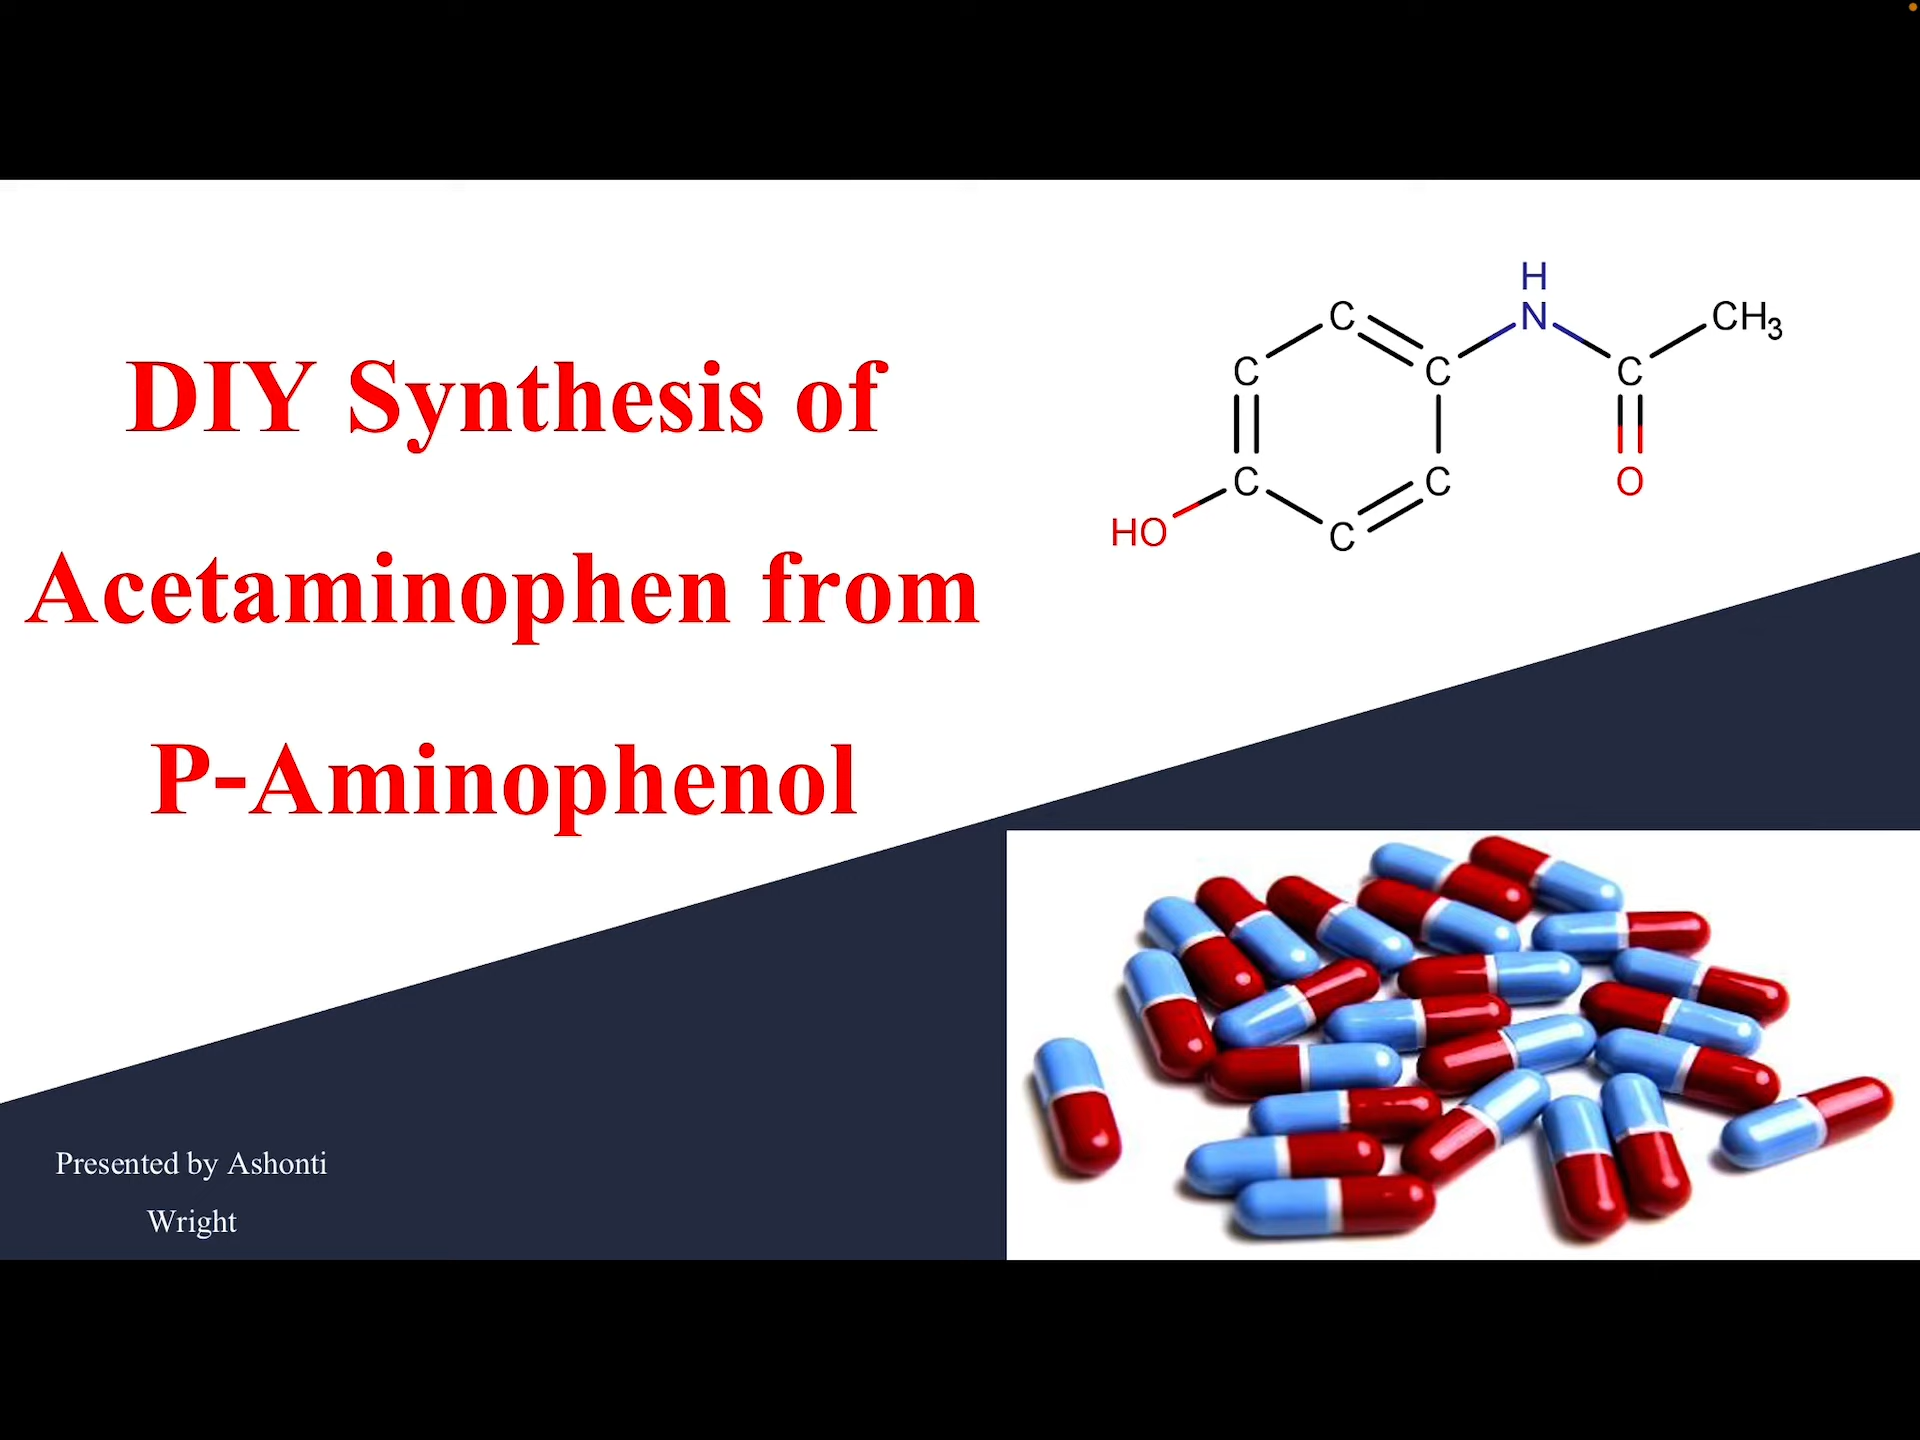 DIY Synthesis of
Acetaminophen from
P-Aminophenol
H
N
CH3
C
C
C
C
C
O
C
C
HO
Presented by Ashonti
Wright